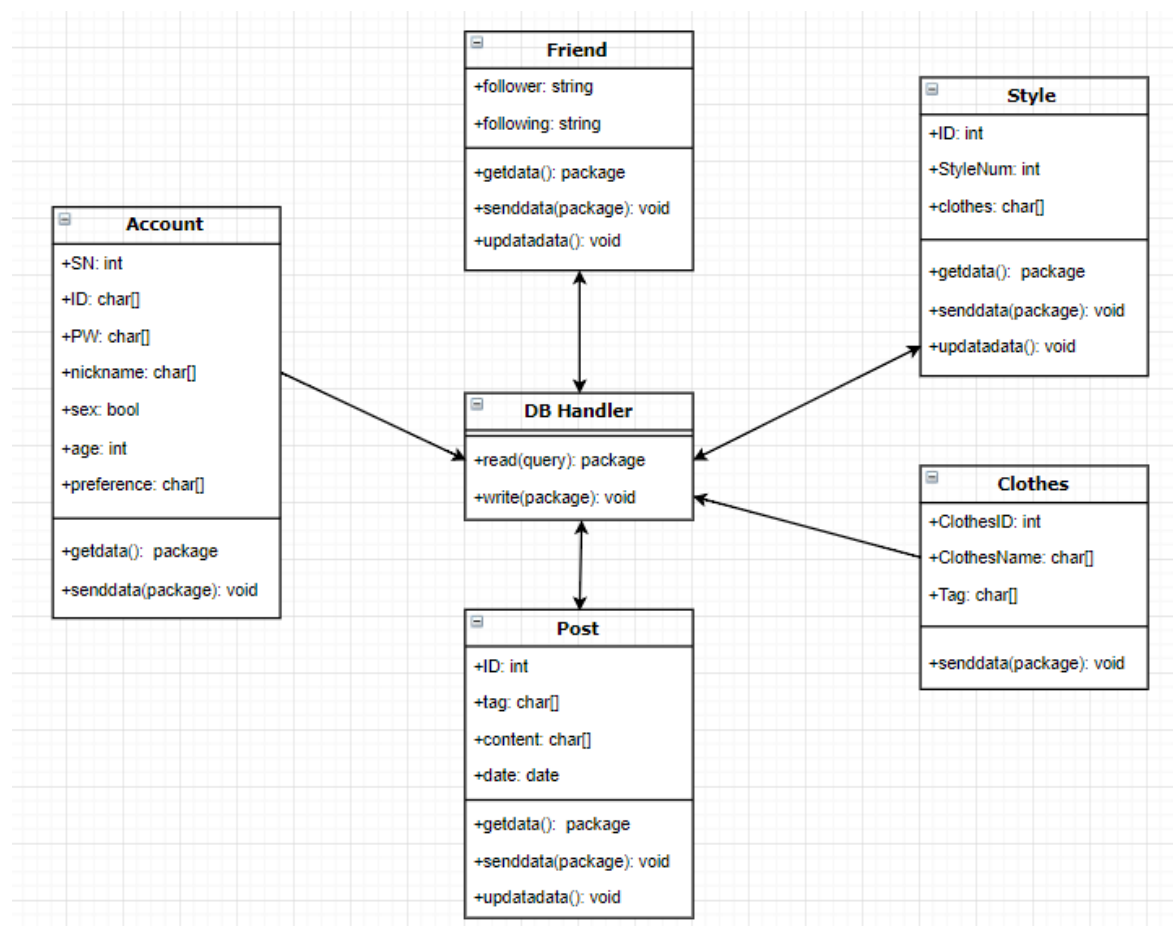 Friend
+follower: string
+following: string
+getdata(): package
+senddata(package): void
+updatadata(): void
Style
+ID: int
+StyleNum: int
+clothes: char[]
+getdata():  package
+senddata(package): void
+updatadata(): void
Account
+SN: int
+ID: char[]
+PW: char[]
+nickname: char[]
+sex: bool
+age: int
+preference: char[]
+getdata():  package
+senddata(package): void
DB Handler
+read(query): package
+write(package): void
Clothes
+ClothesID: int
+ClothesName: char[]
+Tag: char[]
+senddata(package): void
Post
+ID: int
+tag: char[]
+content: char[]
+date: date
+getdata():  package
+senddata(package): void
+updatadata(): void